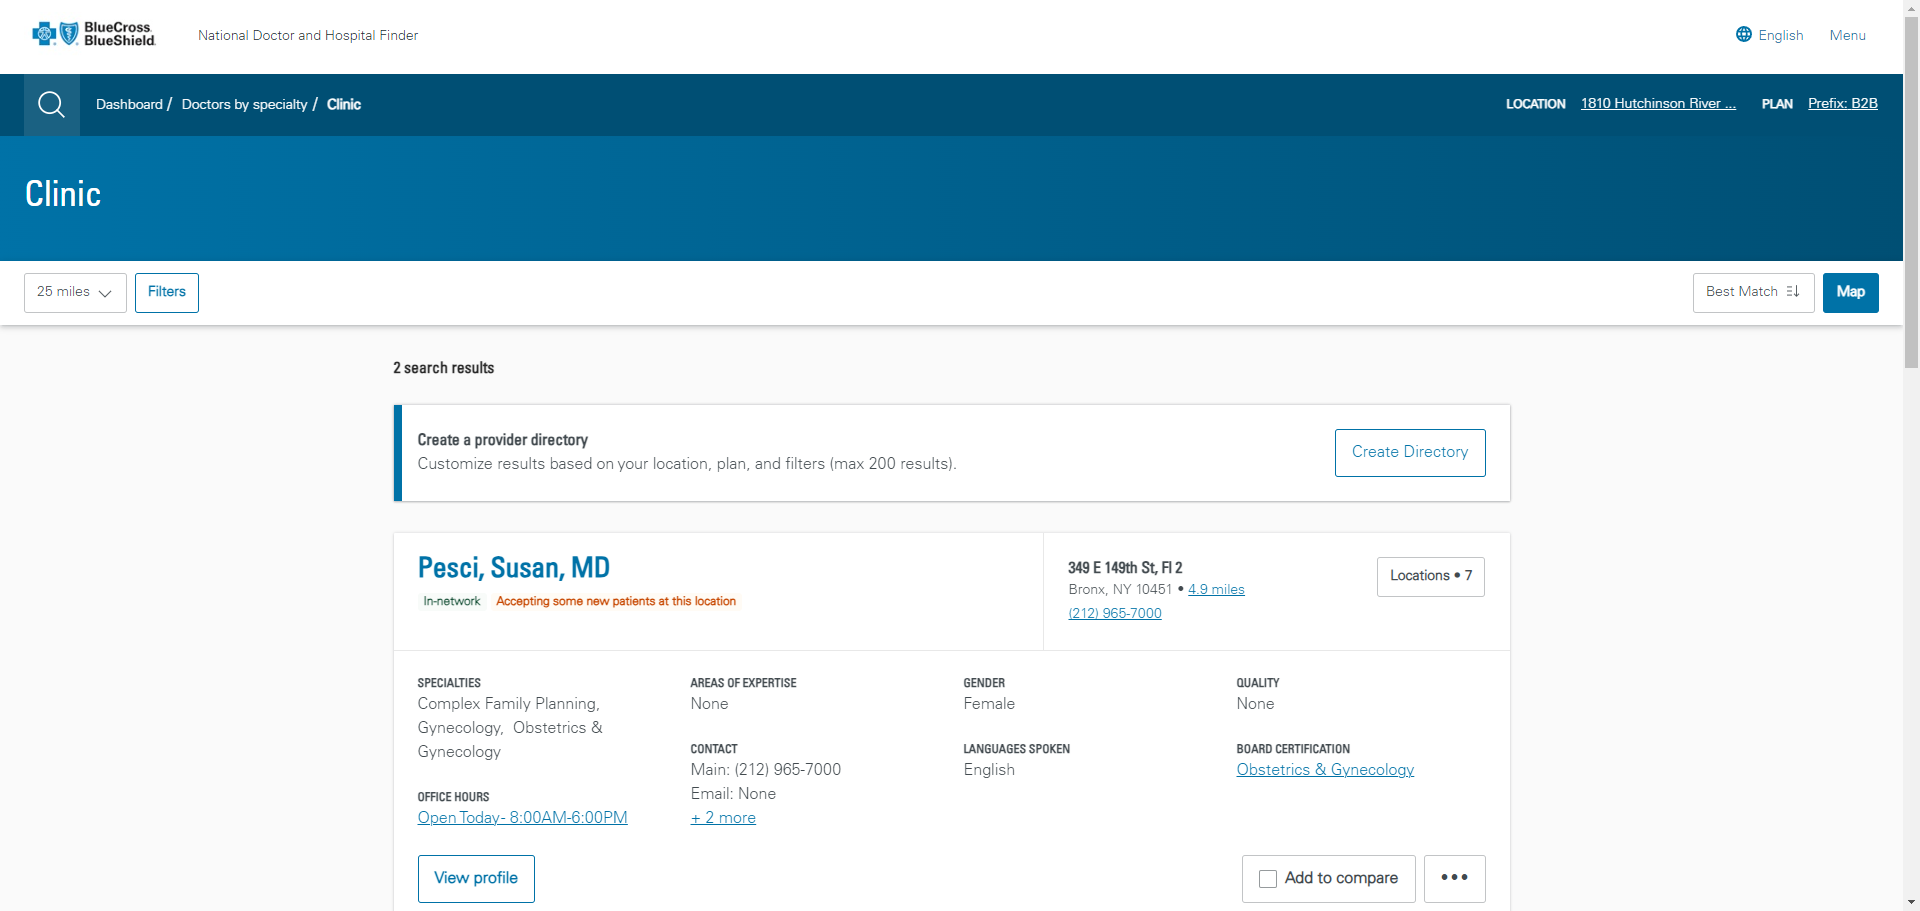 BlueCross
BlueShield
National Doctor and Hospital Finder
English
Menu
Dashboard / Doctors by specialty / Clinic
LOCATION 1810 Hutchinson River ... PLAN Prefix: B2B
Clinic
25 miles
Filters
Best Match
Map
2 search results
Create a provider directory
Customize results based on your location, plan, and filters (max 200 results).
Create Directory
Pesci, Susan, MD
In-network Accepting some new patients at this location
349 E 149th St, Fl 2
Bronx, NY 10451 • 4.9 miles
(212) 965-7000
Locations • 7
SPECIALTIES
Complex Family Planning,
Gynecology, Obstetrics &
Gynecology
OFFICE HOURS
Open Today- 8:00AM-6:00PM
AREAS OF EXPERTISE
None
CONTACT
Main: (212) 965-7000
Email: None
+ 2 more
GENDER
Female
LANGUAGES SPOKEN
English
QUALITY
None
BOARD CERTIFICATION
Obstetrics & Gynecology
View profile
Add to compare
•••